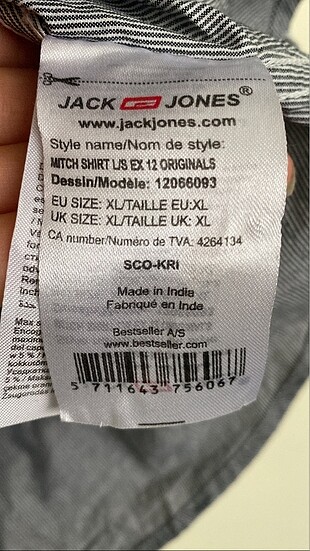 JACK JONES®
www.jackjones.com
Style name/Nom de style:
MITCH SHIRT L/S EX 12 ORIGINALS
Dessin/Modèle: 12066093
EU SIZE: XL/TAILLE EU:XL
UK SIZE: XL/TAILLE UK: XL
CA number/Numéro de TVA: 4264134
SCO-KRI
Made in India
Fabriqué en Inde
Bestseller A/S
www.bestseller.com
5 711643 756067